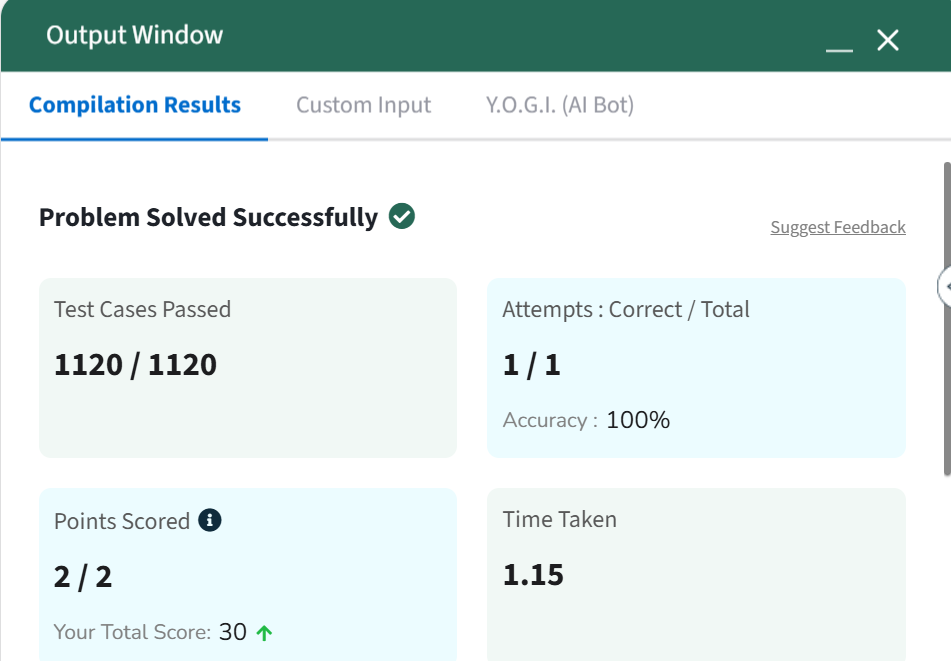 Output Window
Compilation Results
Custom Input
Y.O.G.I. (AI Bot)
Problem Solved Successfully
Suggest Feedback
Test Cases Passed
1120 / 1120
Attempts : Correct / Total
1 / 1
Accuracy : 100%
Points Scored
2 / 2
Your Total Score: 30
Time Taken
1.15